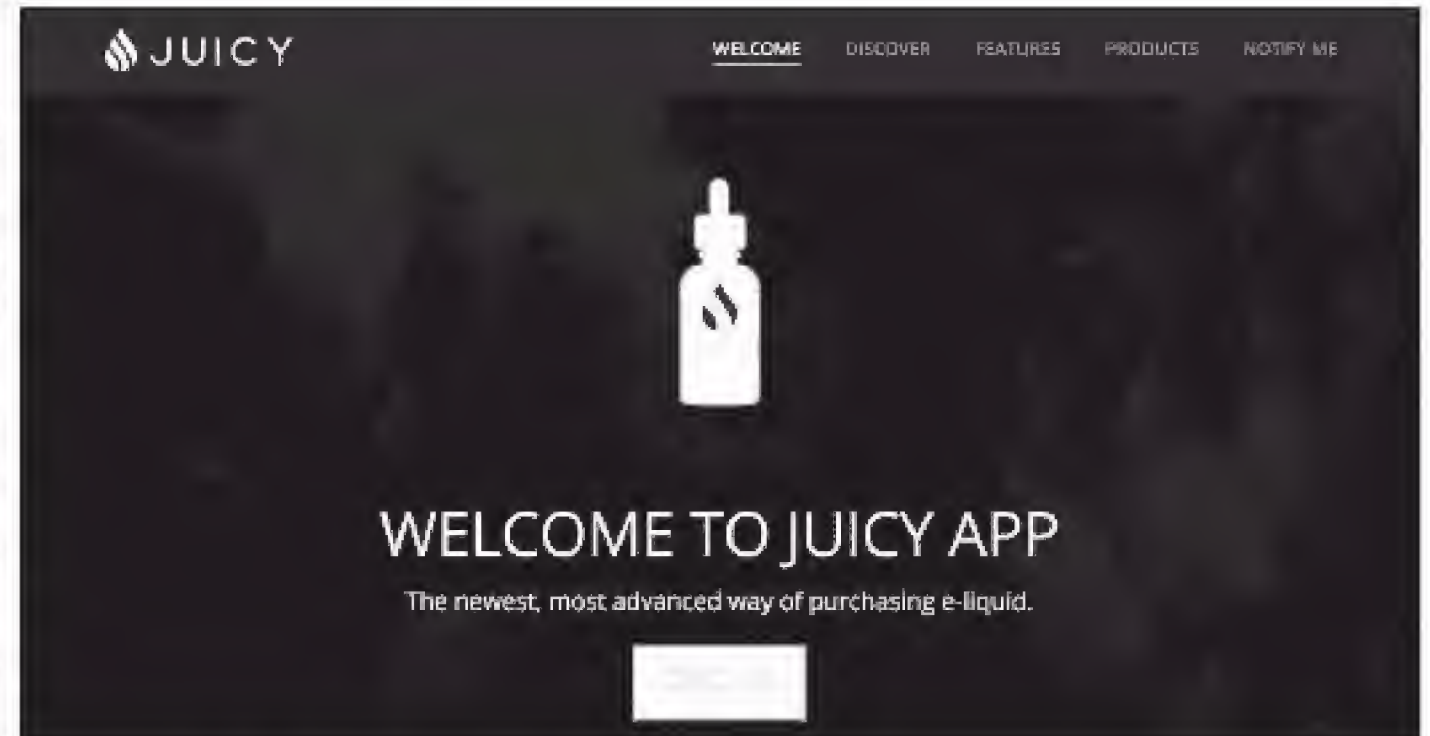 JUICY
WELCOME DISCOVER FEATURES PRODUCTS NOTIFY ME
WELCOME TO JUICY APP
The newest, most advanced way of purchasing e-liquid.